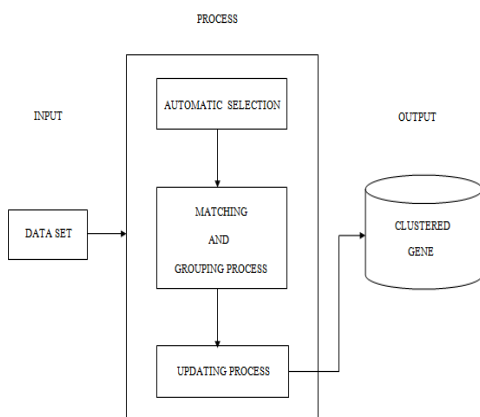 PROCESS
INPUT
OUTPUT
AUTOMATIC SELECTION
DATA SET
MATCHING
AND
GROUPING PROCESS
UPDATING PROCESS
CLUSTERED
GENE